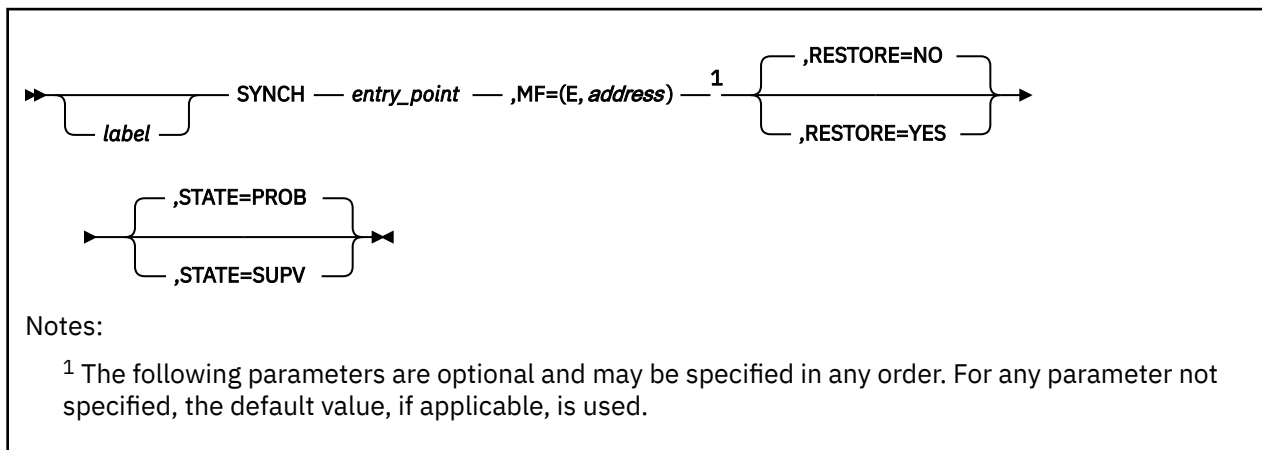 ,RESTORE=NO
label SYNCH entry_point ,MF=(E, address) 1
,RESTORE=YES
,STATE=PROB
,STATE=SUPV
Notes:
1 The following parameters are optional and may be specified in any order. For any parameter not
specified, the default value, if applicable, is used.